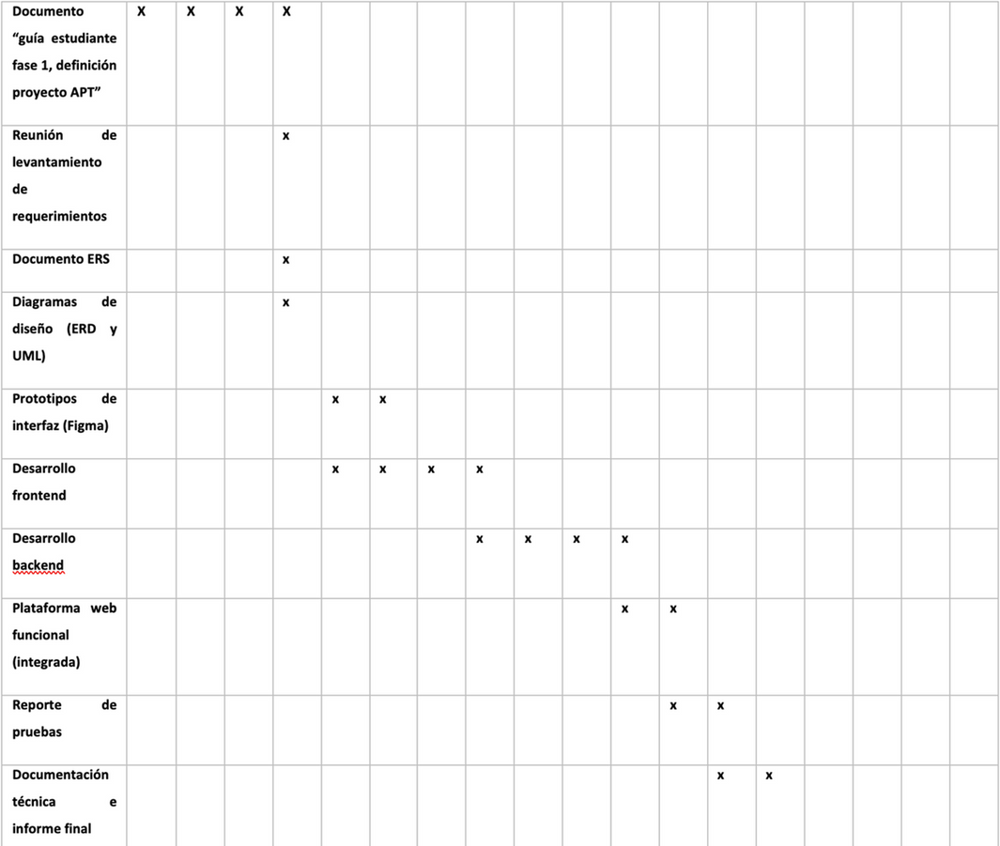 Documento X X X X
“guía estudiante
fase 1, definición
proyecto APT”
Reunión de x
levantamiento
de
requerimientos
Documento ERS x
Diagramas de x
diseño (ERD y
UML)
Prototipos de x x
interfaz (Figma)
Desarrollo x x x x
frontend
Desarrollo x x x x
backend
Plataforma web x x
funcional
(integrada)
Reporte de x x
pruebas
Documentación x x
técnica e
informe final